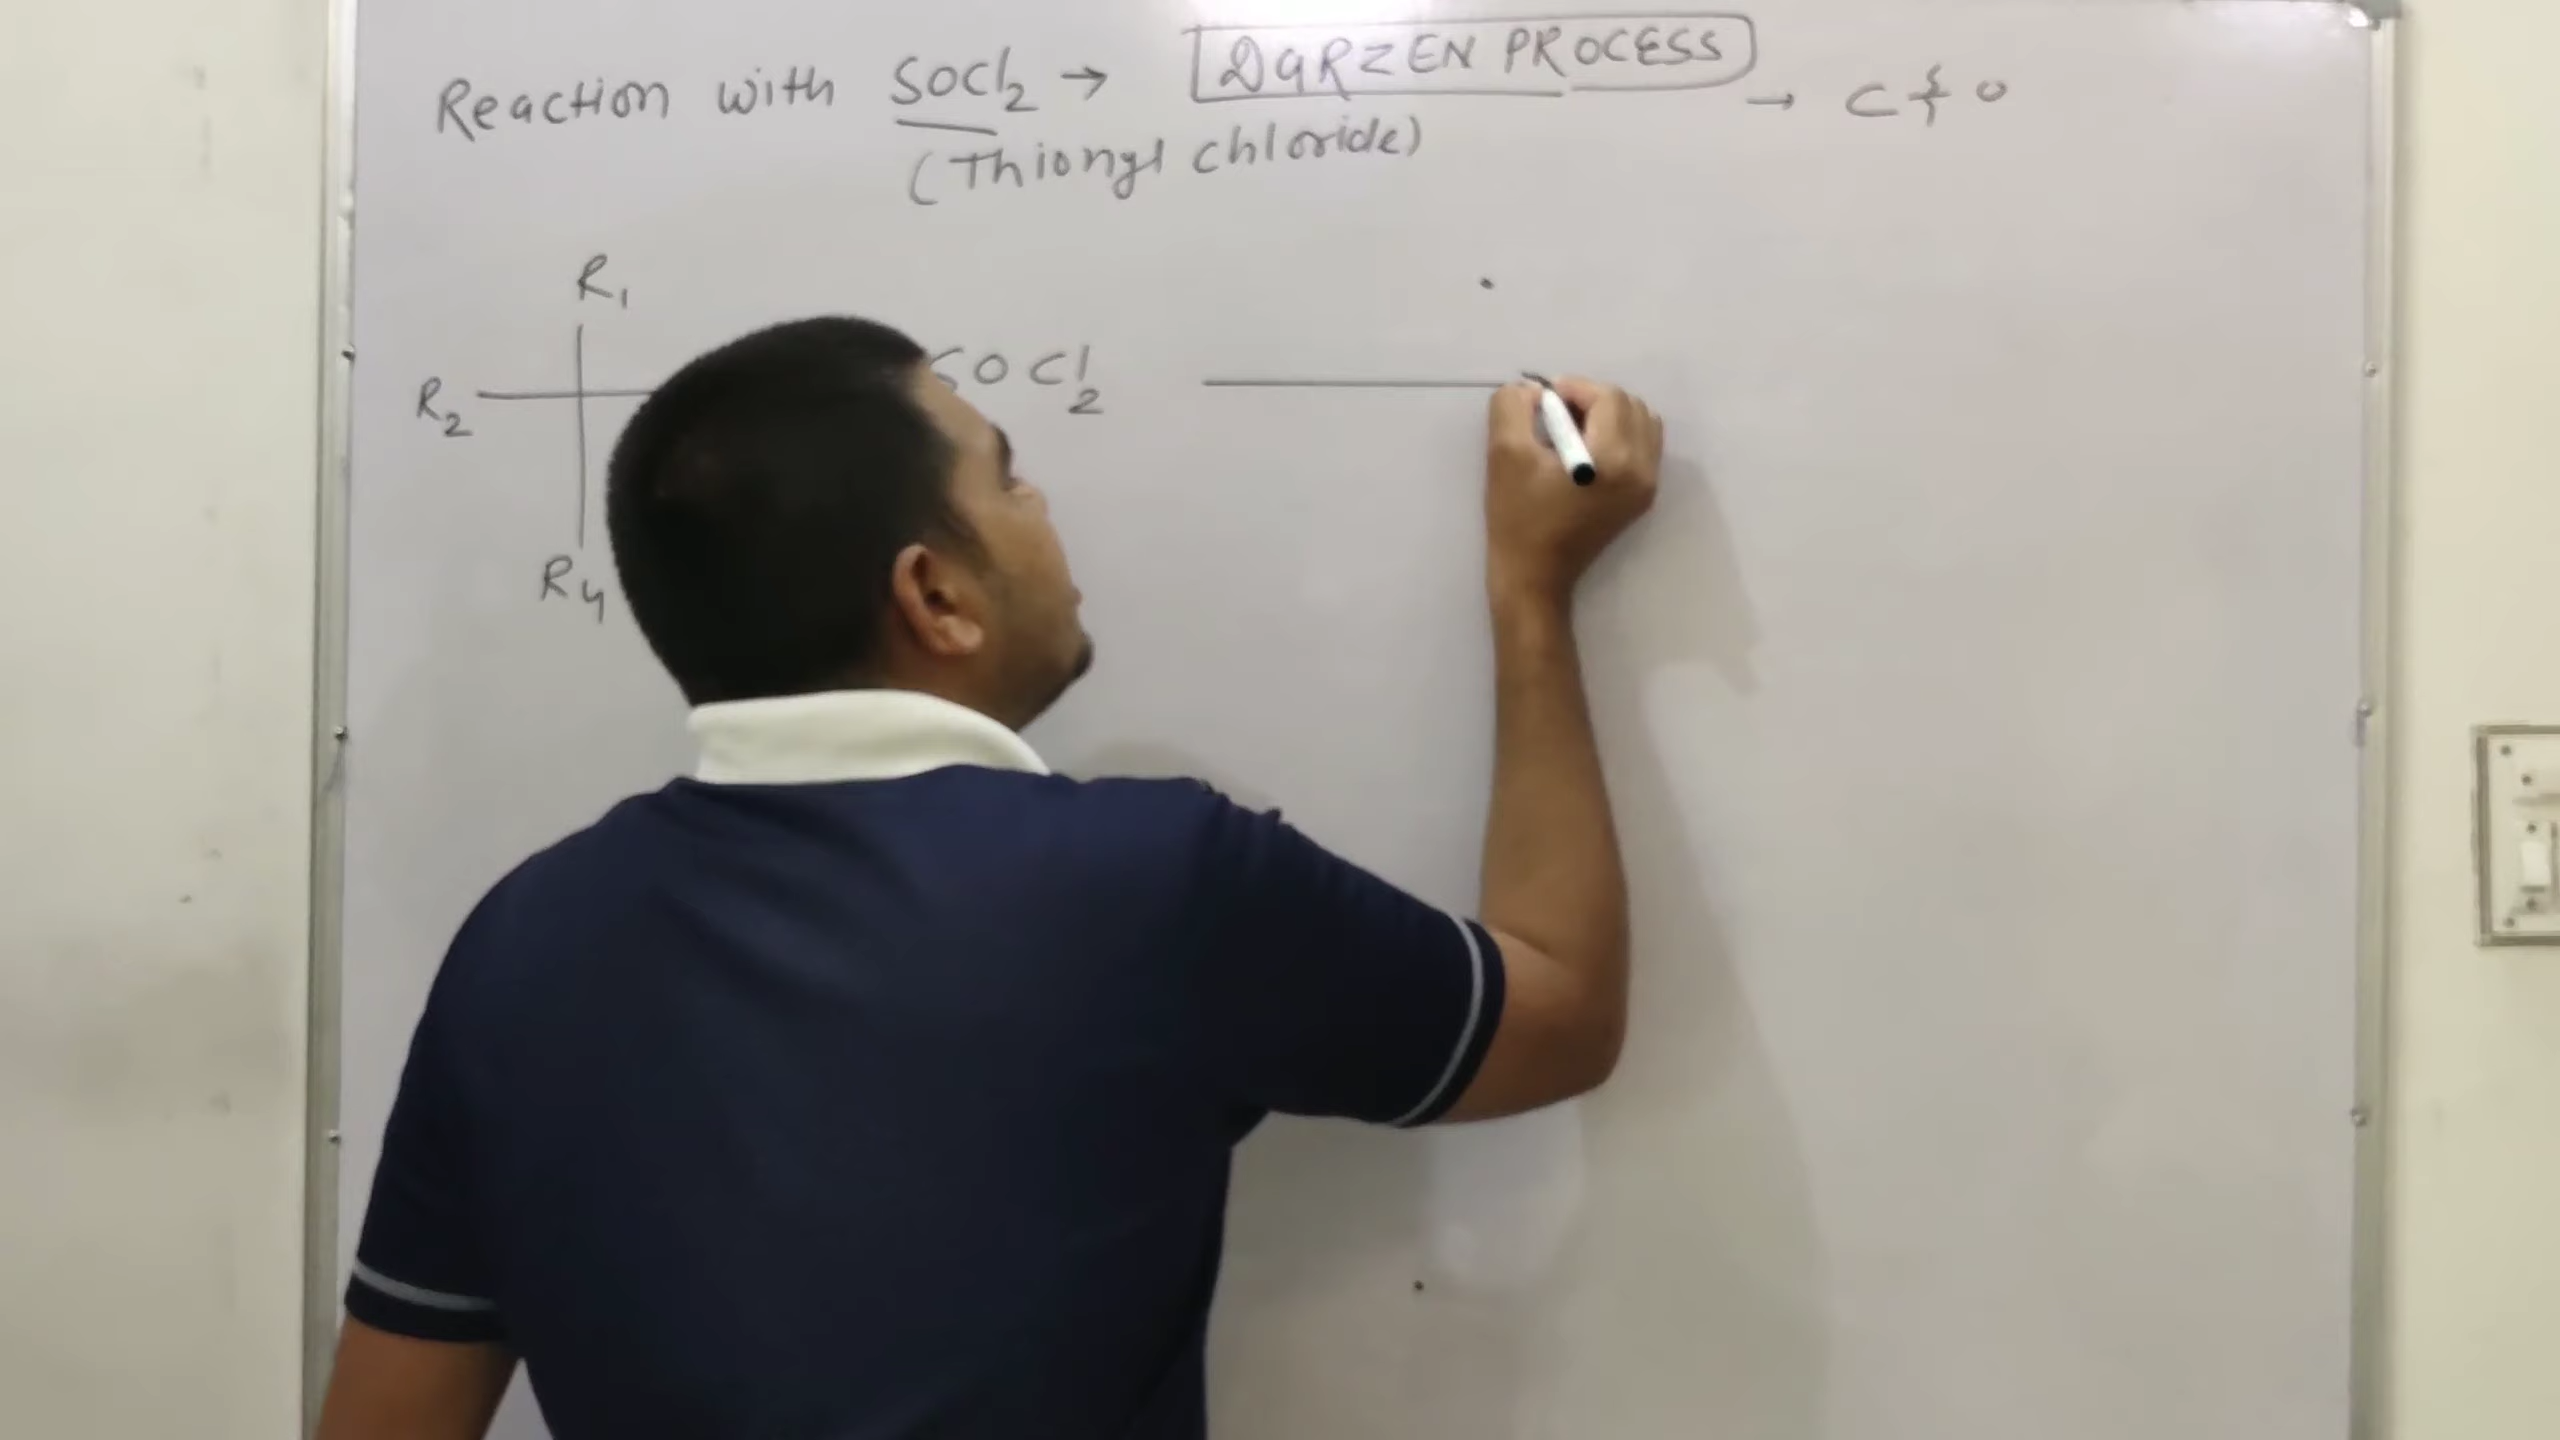 Reaction with SOCl2 → DARZEN PROCESS → C O
(Thionyl chloride)
R1
R2 SOCl2
R4